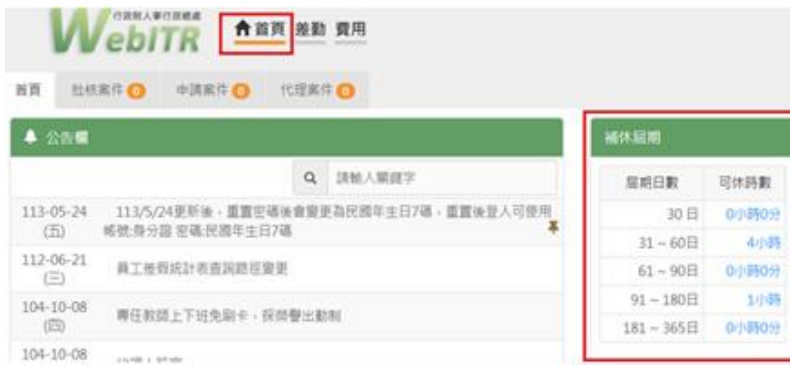 行政院人事行政總處
WebITR
首頁 差勤 費用
首頁 批核案件 0 申請案件 0 代理案件 0
公告欄
請輸入關鍵字
113-05-24 (五)
113/5/24更新後，重置密碼後會變更為民國年生日7碼，重置後登入可使用
帳號:身分證 密碼:民國年生日7碼
112-06-21 (三)
員工差假統計表查詢路徑變更
104-10-08 (四)
專任教師上下班免刷卡，採榮譽出勤制
104-10-08
補休屆期
屆期日數 可休時數
30 日 0小時0分
31 ~ 60日 4小時
61 ~ 90日 0小時0分
91 ~ 180日 1小時
181 ~ 365日 0小時0分